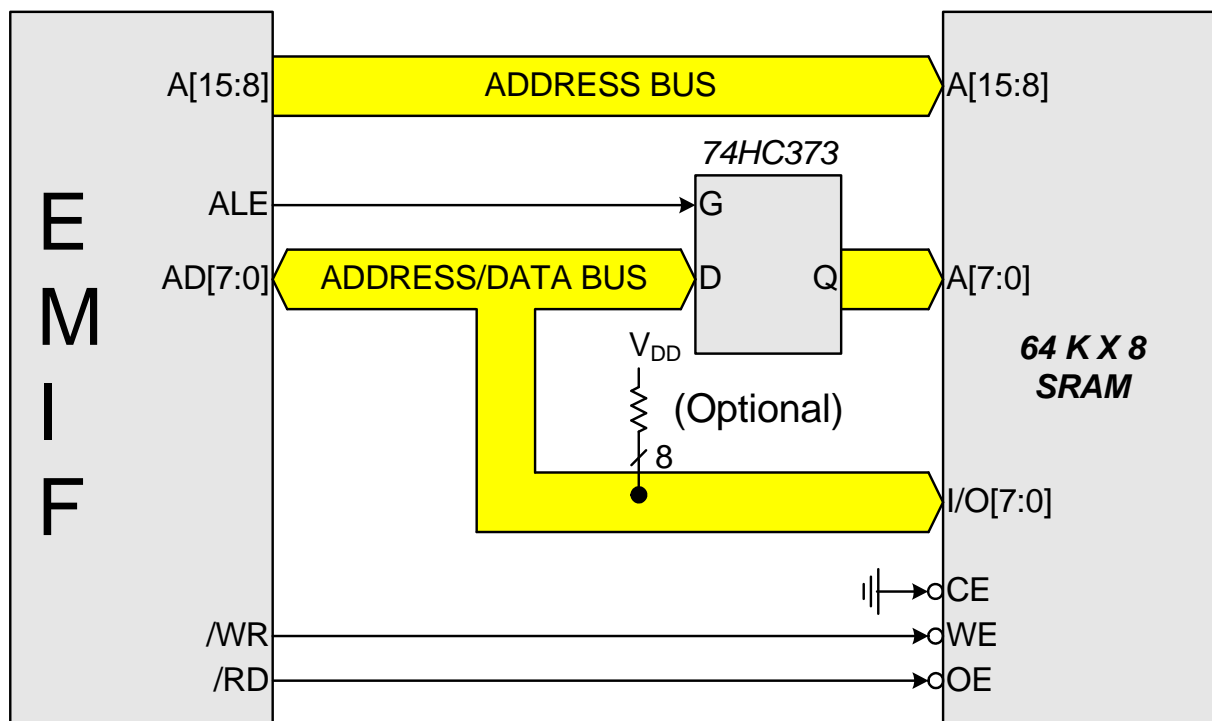 A[15:8]
ADDRESS BUS
A[15:8]
74HC373
ALE
G
E
M
I
F
AD[7:0]
ADDRESS/DATA BUS
D
Q
A[7:0]
VDD
(Optional)
8
64 K X 8
SRAM
I/O[7:0]
CE
/WR
WE
/RD
OE